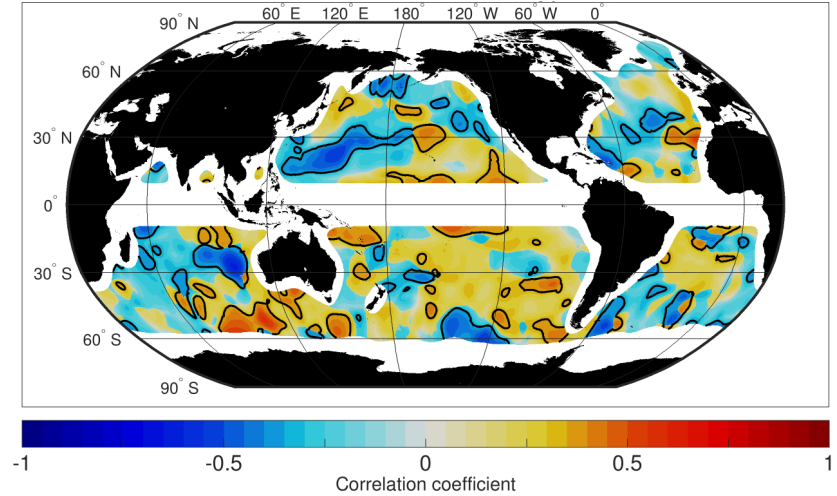 60° E 120° E 180° 120° W 60° W 0°
90° N
60° N
30° N
0°
30° S
60° S
90° S
-1 -0.5 0 0.5 1
Correlation coefficient